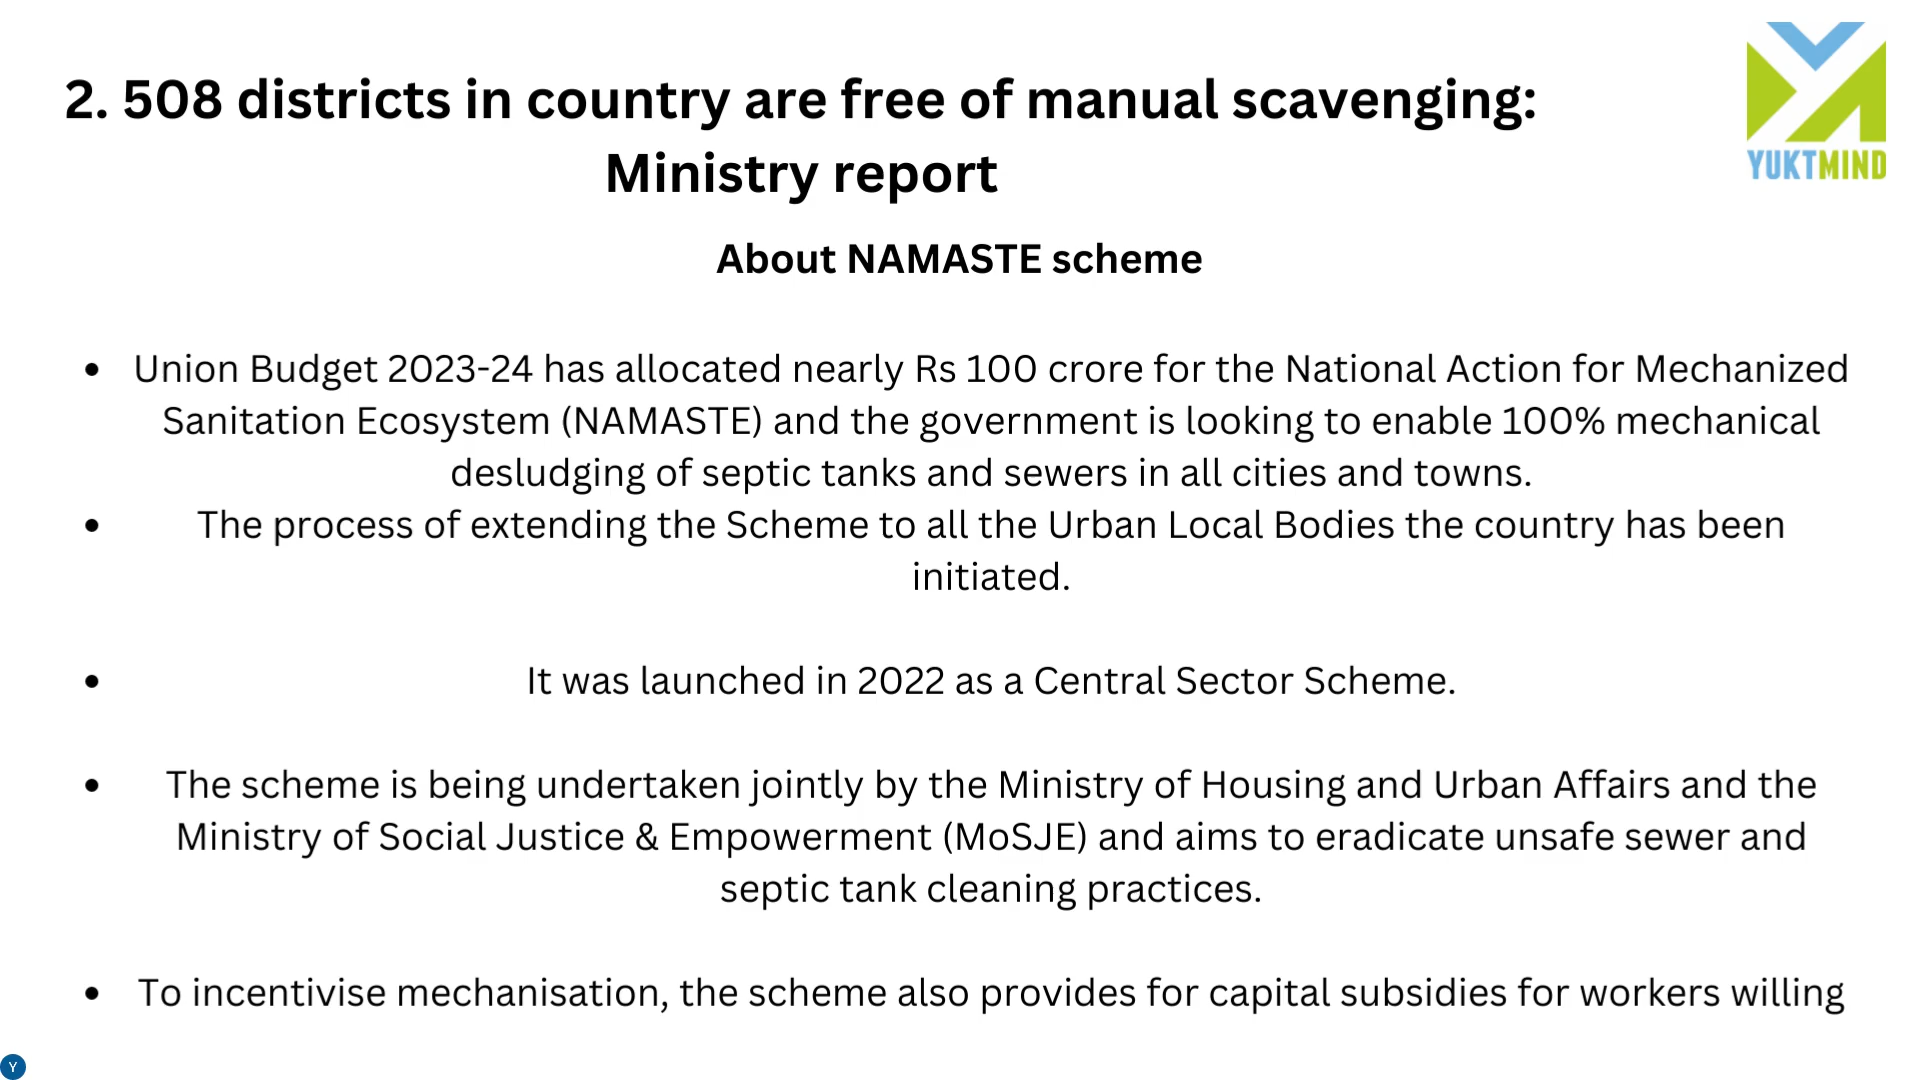 2. 508 districts in country are free of manual scavenging:
Ministry report
YUKTMIND
About NAMASTE scheme
• Union Budget 2023-24 has allocated nearly Rs 100 crore for the National Action for Mechanized
Sanitation Ecosystem (NAMASTE) and the government is looking to enable 100% mechanical
desludging of septic tanks and sewers in all cities and towns.
• The process of extending the Scheme to all the Urban Local Bodies the country has been
initiated.
• It was launched in 2022 as a Central Sector Scheme.
• The scheme is being undertaken jointly by the Ministry of Housing and Urban Affairs and the
Ministry of Social Justice & Empowerment (MoSJE) and aims to eradicate unsafe sewer and
septic tank cleaning practices.
• To incentivise mechanisation, the scheme also provides for capital subsidies for workers willing
Y